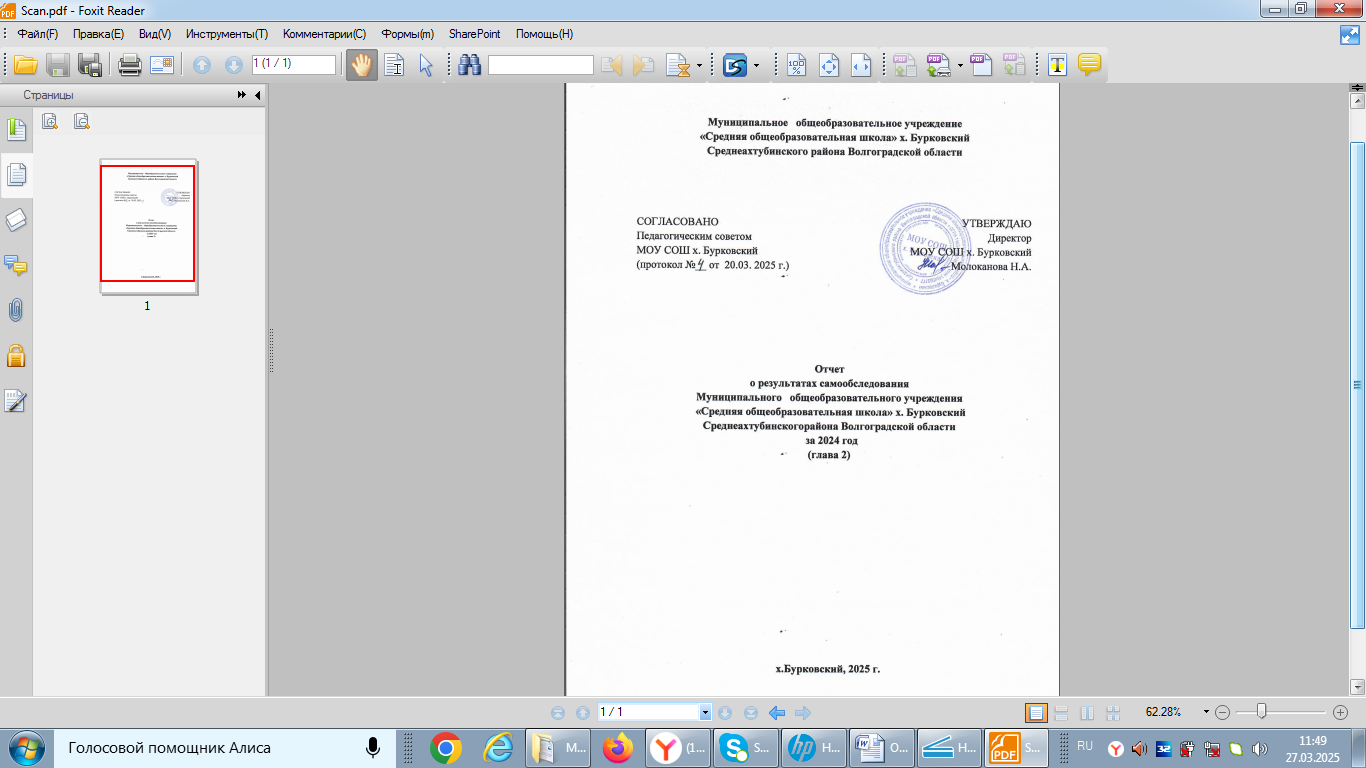 Scan.pdf - Foxit Reader
Файл(F) Правка(E) Вид(V) Инструменты(T) Комментарии(C) Формы(m) SharePoint Помощь(H)
1 (1 / 1)
Страницы
1
Муниципальное общеобразовательное учреждение
«Средняя общеобразовательная школа» х. Бурковский
Среднеахтубинского района Волгоградской области
СОГЛАСОВАНО
Педагогическим советом
МОУ СОШ х. Бурковский
(протокол № 4 от 20.03. 2025 г.)
УТВЕРЖДАЮ
Директор
МОУ СОШ х. Бурковский
Молоканова Н.А.
МОУ СОШ
Отчет
о результатах самообследования
Муниципального общеобразовательного учреждения
«Средняя общеобразовательная школа» х. Бурковский
Среднеахтубинскогорайона Волгоградской области
за 2024 год
(глава 2)
х.Бурковский, 2025 г.
1 / 1
62.28%
Голосовой помощник Алиса
М...
(1...
S...
H...
О...
H...
S...
RU
11:49
27.03.2025